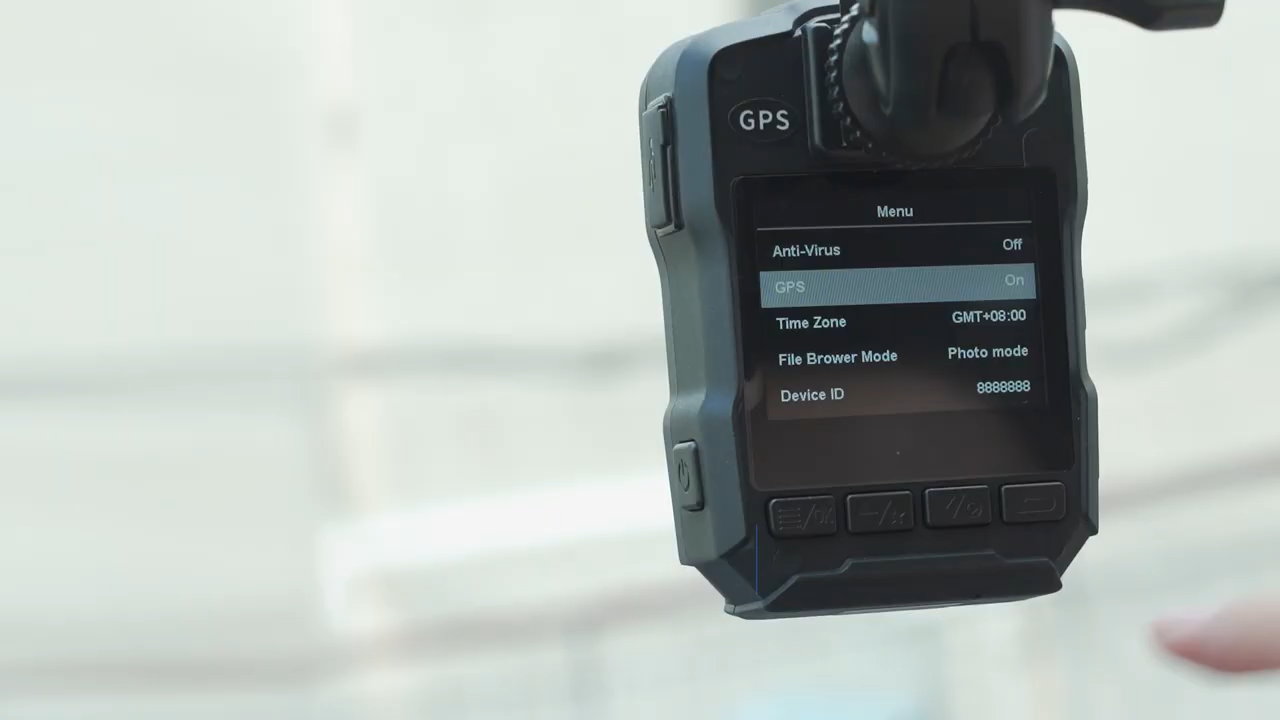 GPS
Menu
Anti-Virus Off
GPS On
Time Zone GMT+08:00
File Brower Mode Photo mode
Device ID 8888888